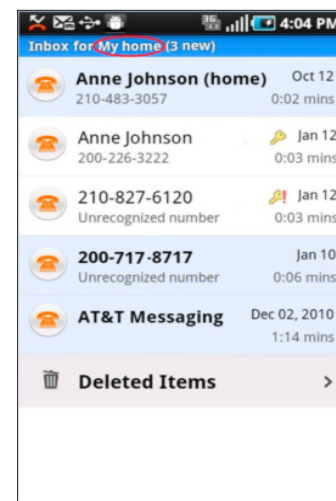 3G 4:04 PM
Inbox for My home (3 new)
Anne Johnson (home) Oct 12
210-483-3057 0:02 mins
Anne Johnson Jan 12
200-226-3222 0:03 mins
210-827-6120 Jan 12
Unrecognized number 0:03 mins
200-717-8717 Jan 10
Unrecognized number 0:06 mins
AT&T Messaging Dec 02, 2010
1:14 mins
Deleted Items >